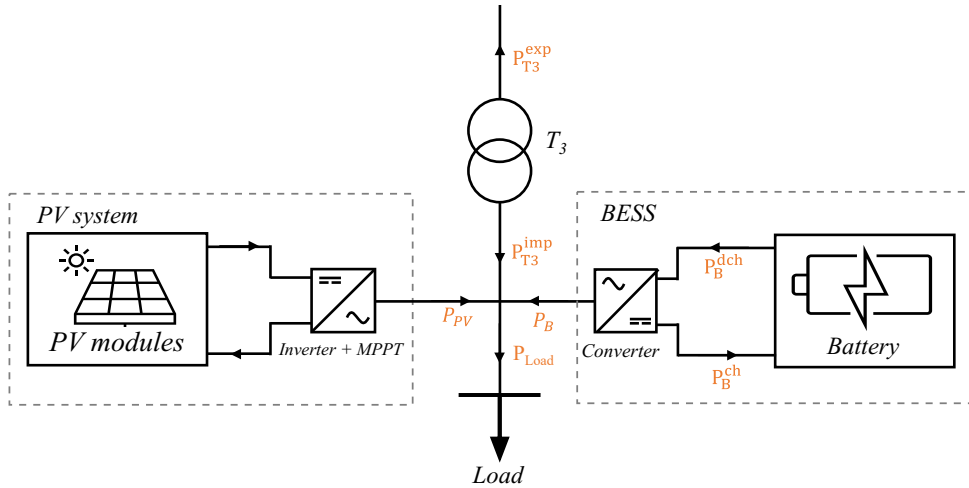 P_T3^exp
T_3
PV system
BESS
P_T3^imp
P_B^dch
P_PV
P_B
PV modules
Inverter + MPPT
P_Load
Converter
P_B^ch
Battery
Load